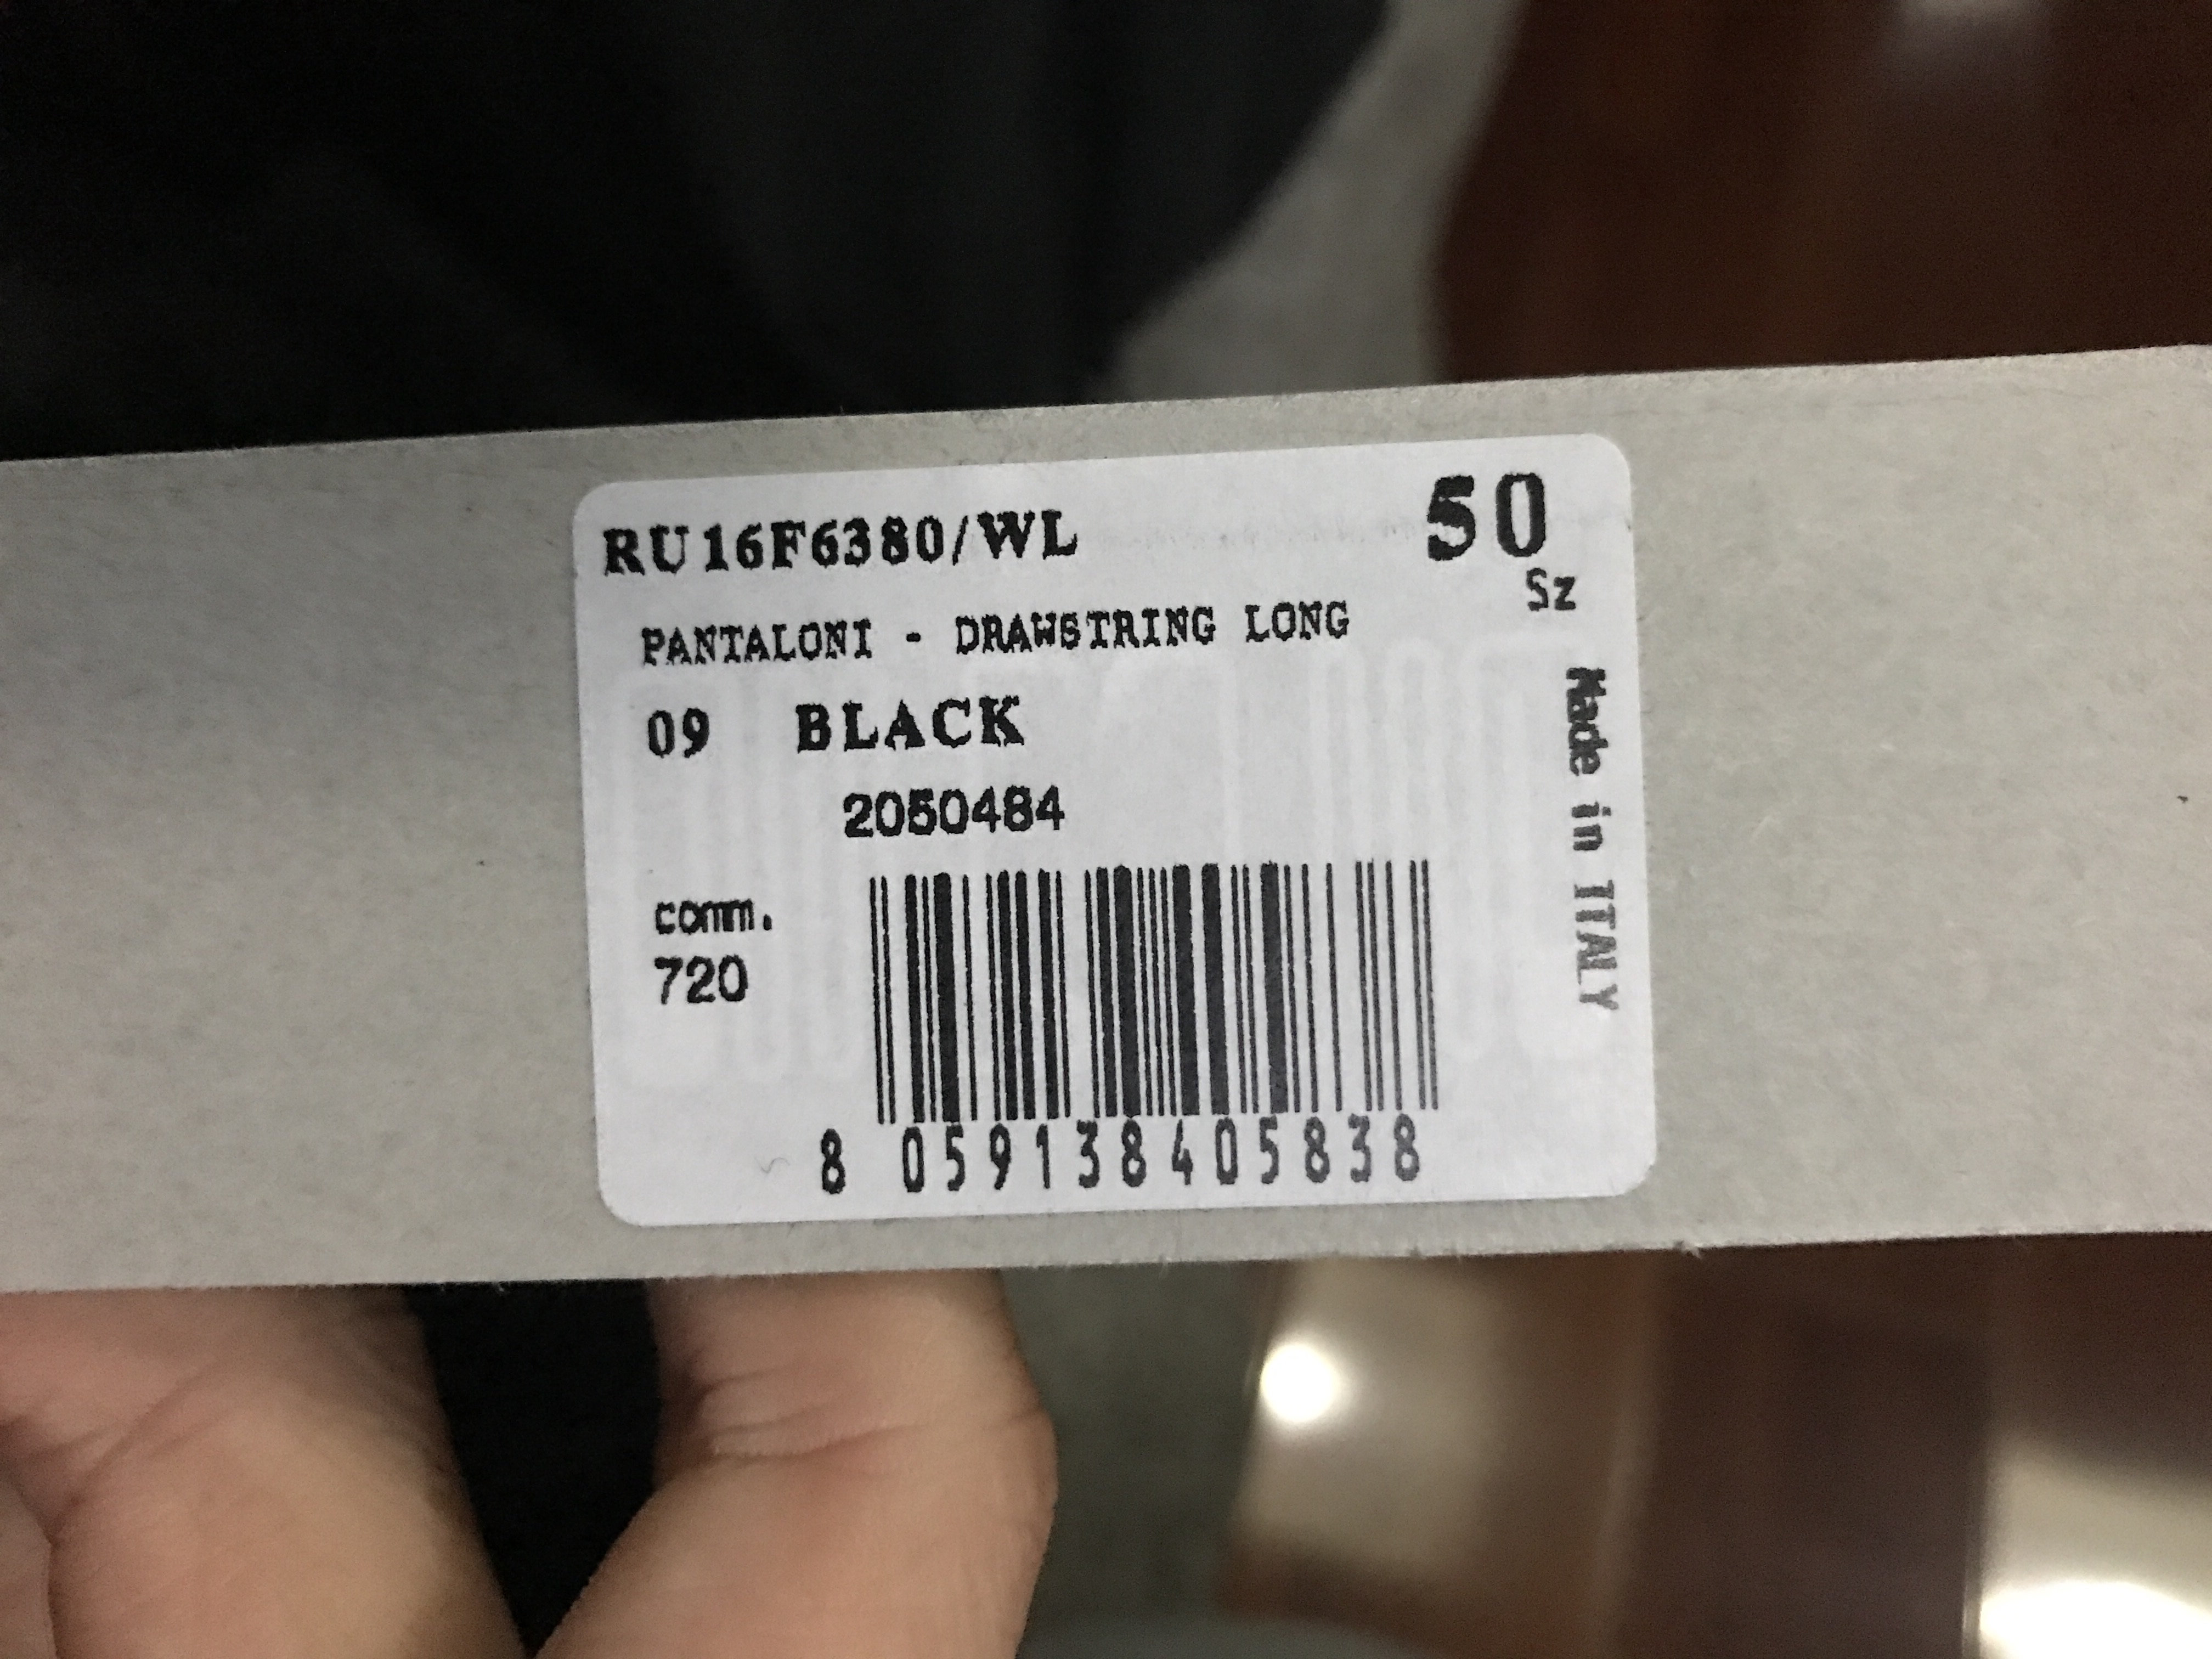 RU16F6380/WL
50
Sz
PANTALONI - DRAWSTRING LONG
09 BLACK
2050484
comm.
720
8 059138405838
Made in ITALY